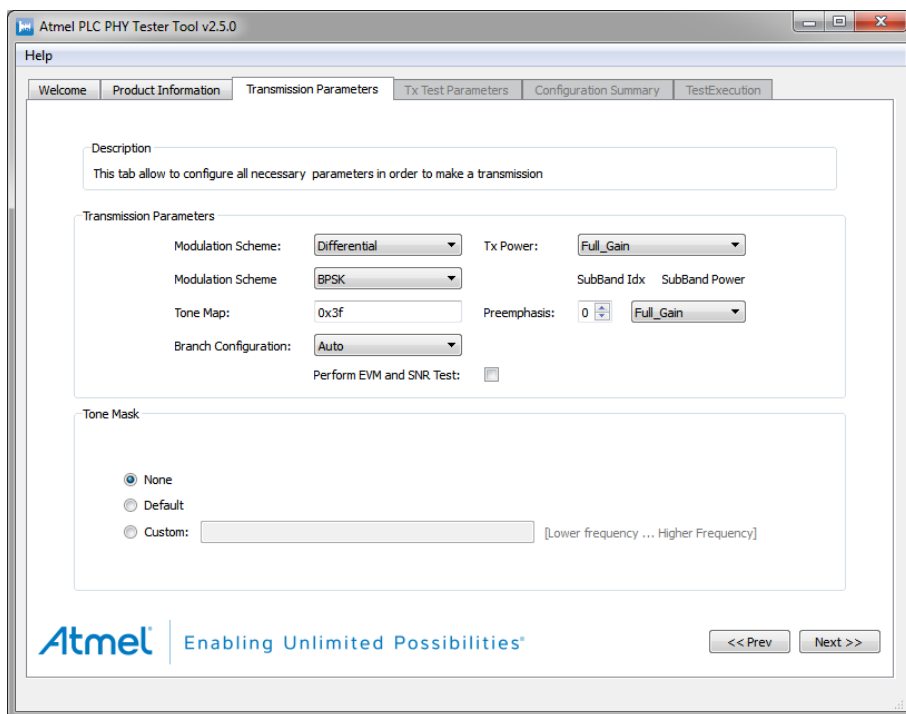 Atmel PLC PHY Tester Tool v2.5.0
Help
Welcome Product Information Transmission Parameters Tx Test Parameters Configuration Summary TestExecution
Description
This tab allow to configure all necessary parameters in order to make a transmission
Transmission Parameters
Modulation Scheme: Differential Tx Power: Full_Gain
Modulation Scheme BPSK SubBand Idx SubBand Power
Tone Map: 0x3f Preemphasis: 0 Full_Gain
Branch Configuration: Auto
Perform EVM and SNR Test:
Tone Mask
None
Default
Custom: [Lower frequency ... Higher Frequency]
Atmel Enabling Unlimited Possibilities® << Prev Next >>